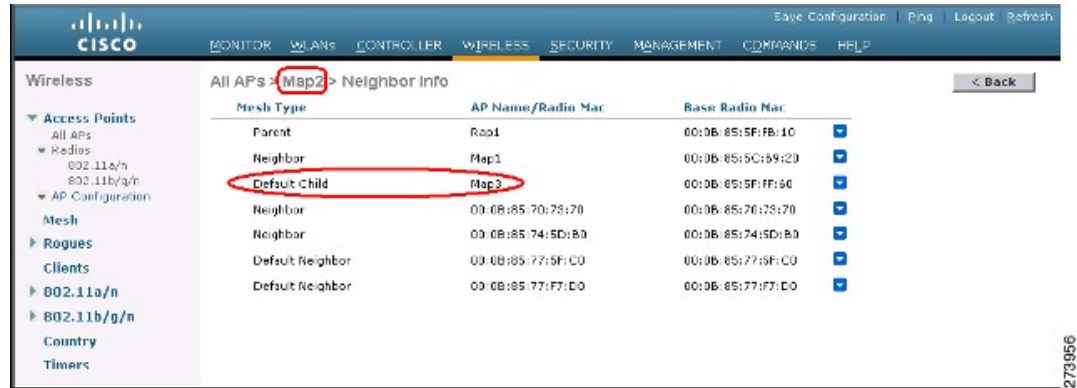 Save Configuration | Ping | Logout | Refresh
CISCO
MONITOR WLANs CONTROLLER WIRELESS SECURITY MANAGEMENT COMMANDS HELP
Wireless
All APs > Map2 > Neighbor Info
< Back
Mesh Type AP Name/Radio Mac Base Radio Mac
Parent Rap1 00:0B:85:5F:FB:10
Neighbor Map1 00:0B:85:5C:B9:20
Default Child Map3 00:0B:85:5F:FF:60
Neighbor 00:0B:85:70:73:70 00:0B:85:70:73:70
Neighbor 00:0B:85:74:5D:B0 00:0B:85:74:5D:B0
Default Neighbor 00:0B:85:77:5F:C0 00:0B:85:77:5F:C0
Default Neighbor 00:0B:85:77:F7:D0 00:0B:85:77:F7:D0
Access Points
All APs
Radios
802.11a/n
802.11b/g/n
AP Configuration
Mesh
Rogues
Clients
802.11a/n
802.11b/g/n
Country
Timers
273956